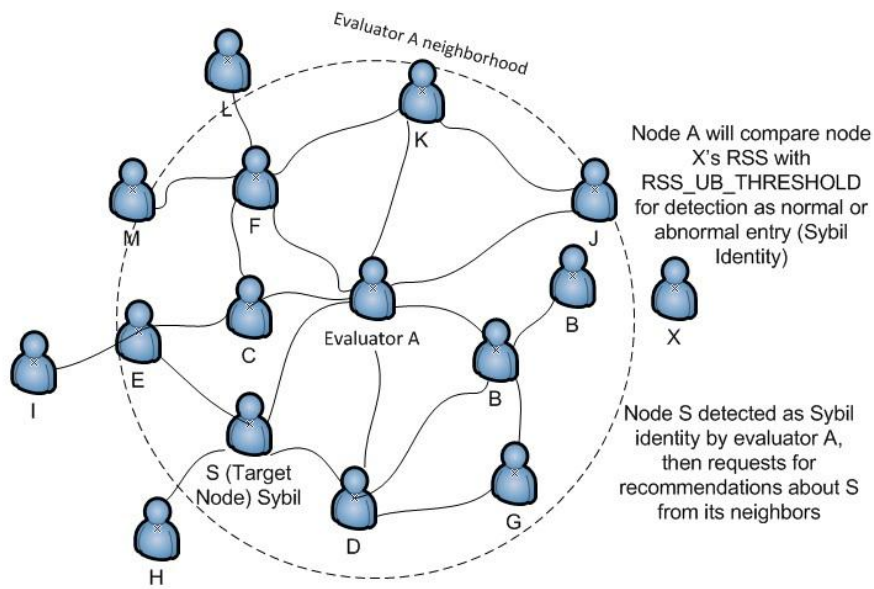 Evaluator A neighborhood
L
K
M
F
J
Node A will compare node
X's RSS with
RSS_UB_THRESHOLD
for detection as normal or
abnormal entry (Sybil
Identity)
B
X
Evaluator A
C
E
B
I
S (Target
Node) Sybil
Node S detected as Sybil
identity by evaluator A,
then requests for
recommendations about S
from its neighbors
G
D
H